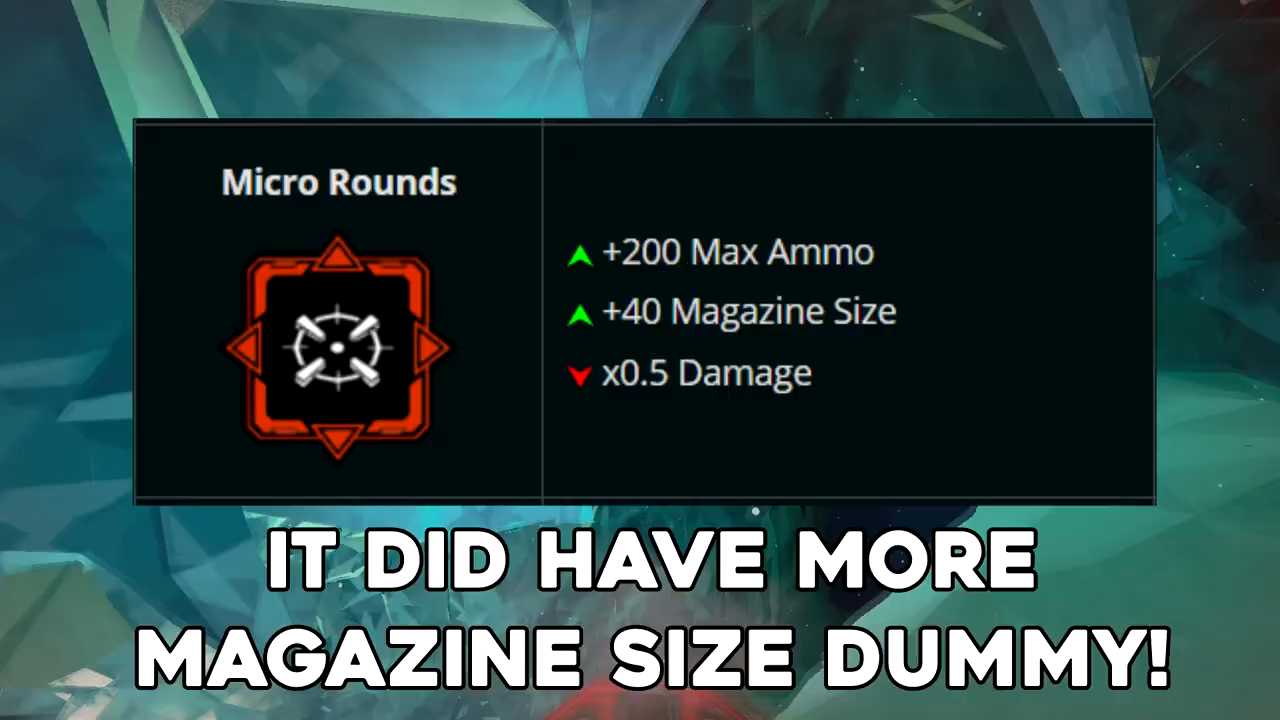 Micro Rounds
+200 Max Ammo
+40 Magazine Size
x0.5 Damage
IT DID HAVE MORE
MAGAZINE SIZE DUMMY!